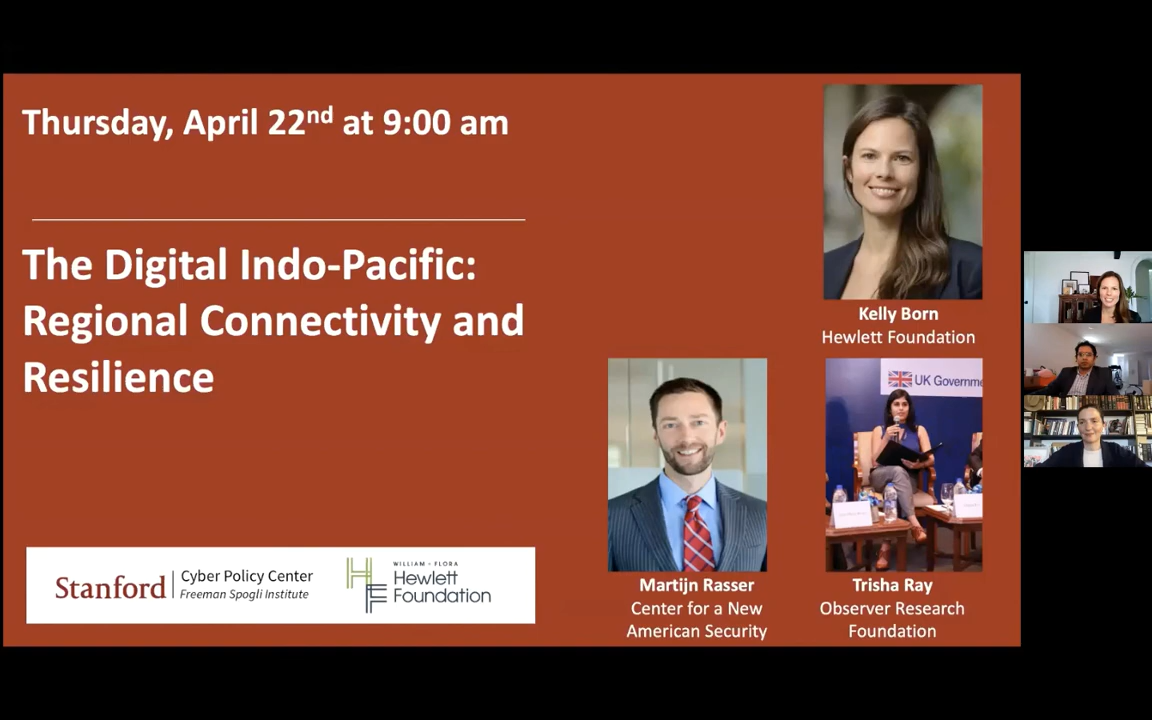 Thursday, April 22nd at 9:00 am
The Digital Indo-Pacific:
Regional Connectivity and
Resilience
Kelly Born
Hewlett Foundation
UK Governme
Martijn Rasser
Center for a New
American Security
Trisha Ray
Observer Research
Foundation
Stanford
Cyber Policy Center
Freeman Spogli Institute
WILLIAM + FLORA
Hewlett
Foundation